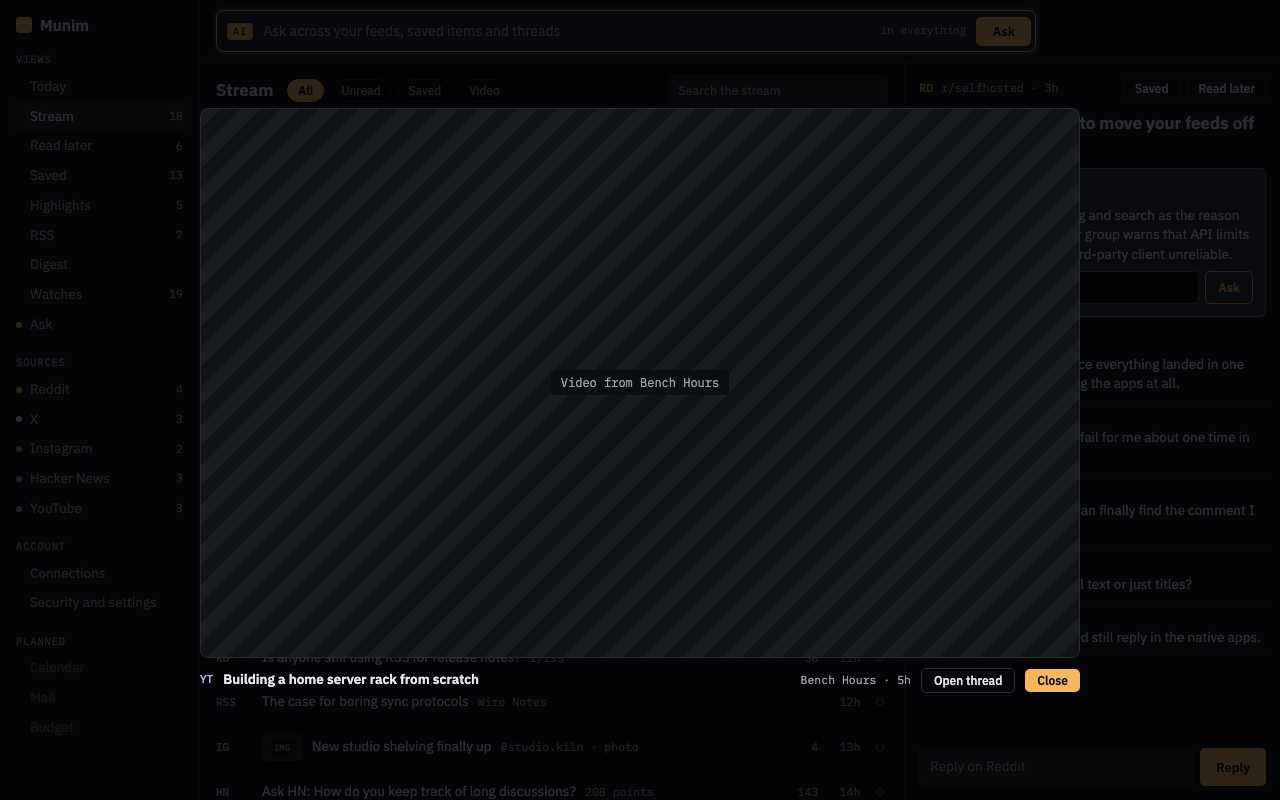 Munim
VIEWS
Today
Stream 18
Read later 6
Saved 13
Highlights 5
RSS 7
Digest
Watches 19
Ask
SOURCES
Reddit 4
X 3
Instagram 2
Hacker News 3
YouTube 3
ACCOUNT
Connections
Security and settings
PLANNED
Calendar
Mail
Budget
AI Ask across your feeds, saved items and threads in everything Ask
Stream All Unread Saved Video Search the stream
Video from Bench Hours
YT Building a home server rack from scratch Bench Hours · 5h Open thread Close
RSS The case for boring sync protocols Wire Notes 12h
IG IMG New studio shelving finally up @studio.kiln · photo 4 13h
HN Ask HN: How do you keep track of long discussions? 208 points 143 14h
RD r/selfhosted · 3h Saved Read later
to move your feeds off
and search as the reason
group warns that API limits
rd-party client unreliable.
Ask
ce everything landed in one
g the apps at all.
fail for me about one time in
an finally find the comment I
l text or just titles?
d still reply in the native apps.
Reply on Reddit Reply